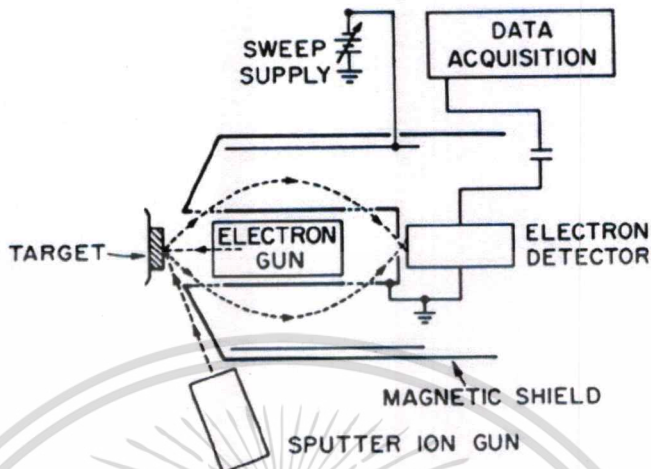 SWEEP
SUPPLY
DATA
ACQUISITION
TARGET
ELECTRON
GUN
ELECTRON
DETECTOR
MAGNETIC SHIELD
SPUTTER ION GUN